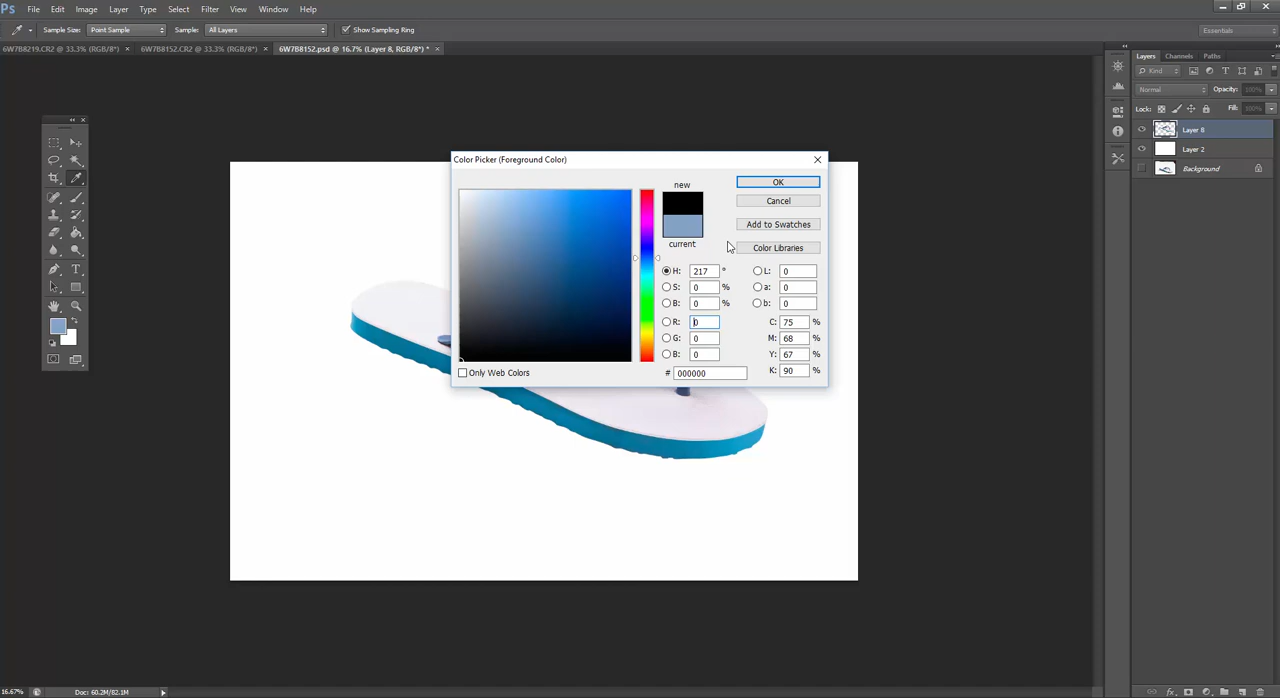 Ps File Edit Image Layer Type Select Filter View Window Help
Sample Size: Point Sample Sample: All Layers Show Sampling Ring Essentials
6W7B8219.CR2 @ 33.3% (RGB/8*) × 6W7B8152.CR2 @ 33.3% (RGB/8*) × 6W7B8152.psd @ 16.7% (Layer 8, RGB/8*) * ×
Layers Channels Paths
Kind
Normal Opacity: 100%
Lock: Fill: 100%
Layer 8
Layer 2
Background
Color Picker (Foreground Color)
new
current
OK
Cancel
Add to Swatches
Color Libraries
H: 217 ° L: 0
S: 0 % a: 0
B: 0 % b: 0
R: 0 C: 75 %
G: 0 M: 68 %
B: 0 Y: 67 %
# 000000 K: 90 %
Only Web Colors
16.67% Doc: 60.2M/82.1M